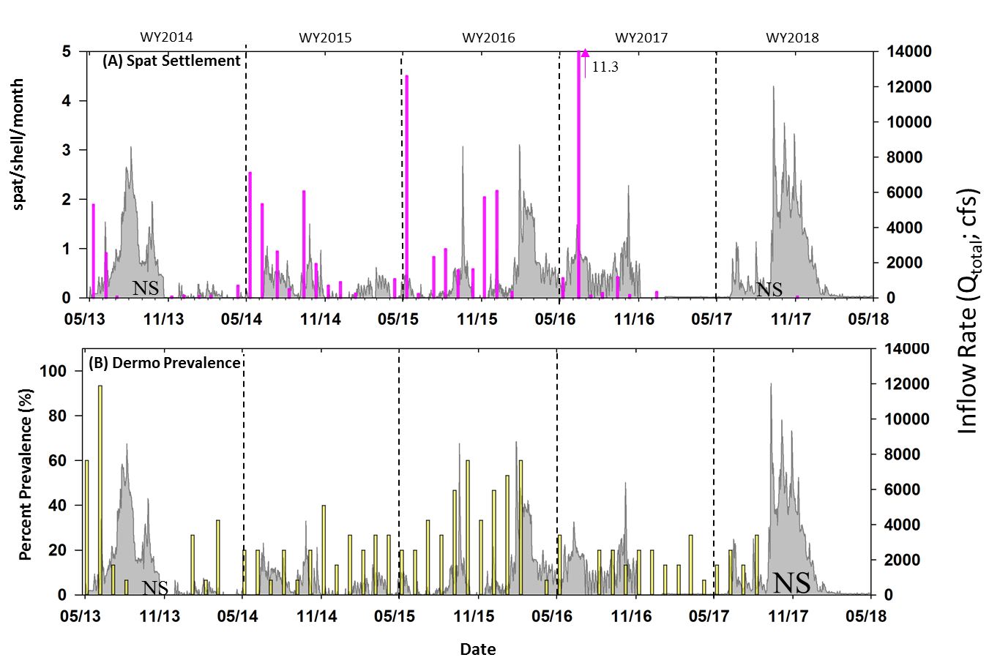 WY2014 WY2015 WY2016 WY2017 WY2018
(A) Spat Settlement
11.3
spat/shell/month
5
4
3
2
1
0
14000
12000
10000
8000
6000
4000
2000
0
NS
NS
05/13 11/13 05/14 11/14 05/15 11/15 05/16 11/16 05/17 11/17 05/18
Inflow Rate (Qtotal; cfs)
(B) Dermo Prevalence
Percent Prevalence (%)
100
80
60
40
20
0
14000
12000
10000
8000
6000
4000
2000
0
NS
NS
05/13 11/13 05/14 11/14 05/15 11/15 05/16 11/16 05/17 11/17 05/18
Date